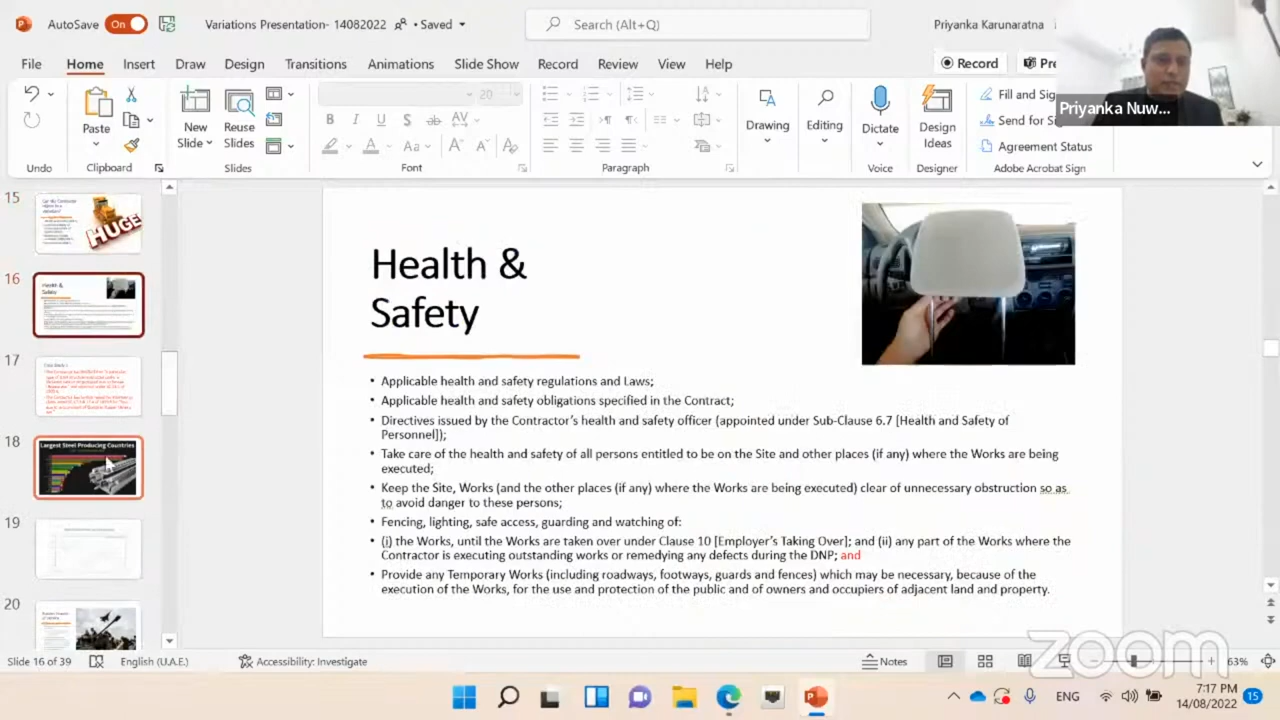 AutoSave On Variations Presentation- 14082022 • Saved Search (Alt+Q) Priyanka Karunaratna
File Home Insert Draw Design Transitions Animations Slide Show Record Review View Help Record
Priyanka Nuw...
20
Paste New Slide Reuse Slides Drawing Editing Dictate Design Ideas
B I U S ab AV
Aa A A
Fill and Sig
Send for S
Agreement Status
Undo Clipboard Slides Font Paragraph Voice Designer Adobe Acrobat Sign
15
HUGE
16
Health &
Safety
17
18
Largest Steel Producing Countries
19
20
Health &
Safety
• Applicable health and safety regulations and Laws;
• Applicable health and safety obligations specified in the Contract;
• Directives issued by the Contractor's health and safety officer (appointed under Sub-Clause 6.7 [Health and Safety of
Personnel]);
• Take care of the health and safety of all persons entitled to be on the Site and other places (if any) where the Works are being
executed;
• Keep the Site, Works (and the other places (if any) where the Works are being executed) clear of unnecessary obstruction so as
to avoid danger to these persons;
• Fencing, lighting, safe access, guarding and watching of:
• (i) the Works, until the Works are taken over under Clause 10 [Employer's Taking Over]; and (ii) any part of the Works where the
Contractor is executing outstanding works or remedying any defects during the DNP; and
• Provide any Temporary Works (including roadways, footways, guards and fences) which may be necessary, because of the
execution of the Works, for the use and protection of the public and of owners and occupiers of adjacent land and property.
zoom
Slide 16 of 39 English (U.A.E.) Accessibility: Investigate Notes 63%
ENG 7:17 PM 15
14/08/2022